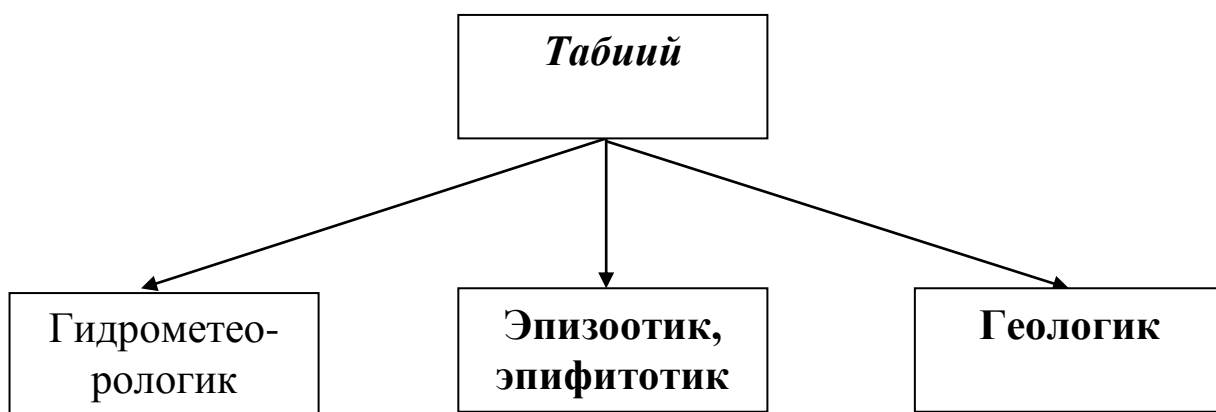 Табиий
Гидрометео-
рологик
Эпизоотик,
эпифитотик
Геологик